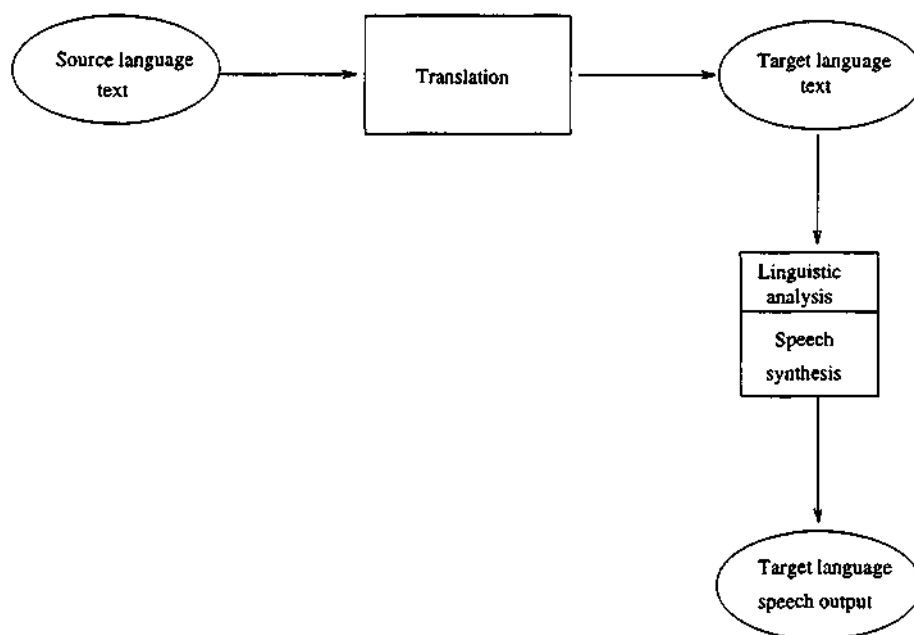 Source language
text
Translation
Target language
text
Linguistic
analysis
Speech
synthesis
Target language
speech output